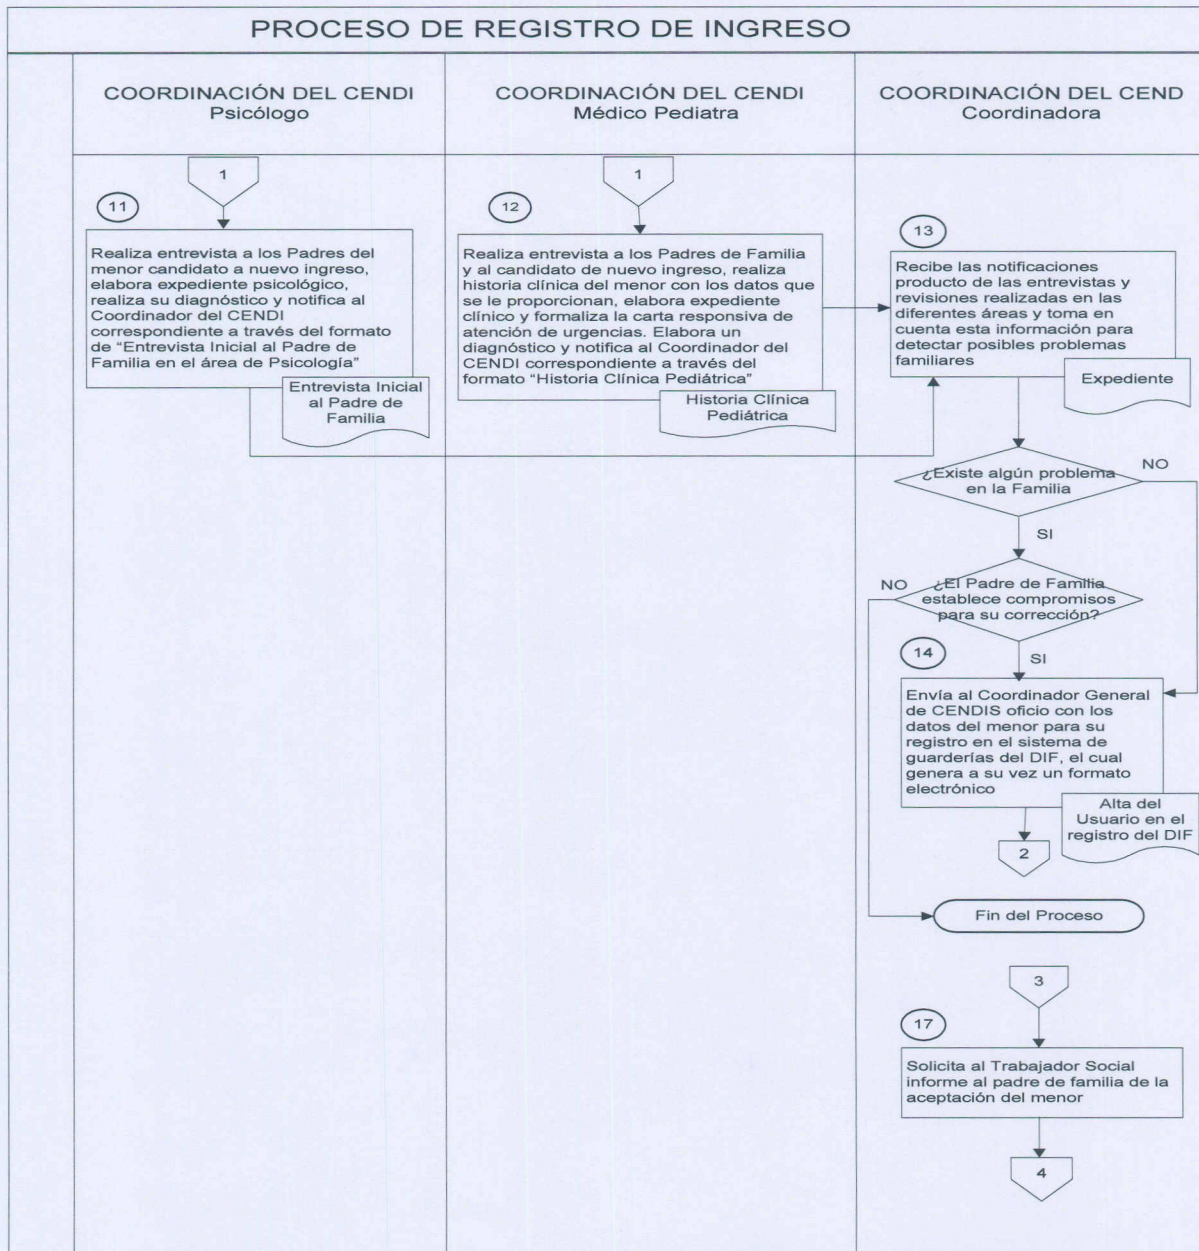 PROCESO DE REGISTRO DE INGRESO
COORDINACIÓN DEL CENDI
Psicólogo
COORDINACIÓN DEL CENDI
Médico Pediatra
COORDINACIÓN DEL CEND
Coordinadora
1
11
Realiza entrevista a los Padres del
menor candidato a nuevo ingreso,
elabora expediente psicológico,
realiza su diagnóstico y notifica al
Coordinador del CENDI
correspondiente a través del formato
de “Entrevista Inicial al Padre de
Familia en el área de Psicología”
Entrevista Inicial
al Padre de
Familia
1
12
Realiza entrevista a los Padres de Familia
y al candidato de nuevo ingreso, realiza
historia clínica del menor con los datos que
se le proporcionan, elabora expediente
clínico y formaliza la carta responsiva de
atención de urgencias. Elabora un
diagnóstico y notifica al Coordinador del
CENDI correspondiente a través del
formato “Historia Clínica Pediátrica”
Historia Clínica
Pediátrica
13
Recibe las notificaciones
producto de las entrevistas y
revisiones realizadas en las
diferentes áreas y toma en
cuenta esta información para
detectar posibles problemas
familiares
Expediente
¿Existe algún problema
en la Familia
NO
SI
NO
¿El Padre de Familia
establece compromisos
para su corrección?
14
SI
Envía al Coordinador General
de CENDIS oficio con los
datos del menor para su
registro en el sistema de
guarderías del DIF, el cual
genera a su vez un formato
electrónico
Alta del
Usuario en el
registro del DIF
2
Fin del Proceso
3
17
Solicita al Trabajador Social
informe al padre de familia de la
aceptación del menor
4